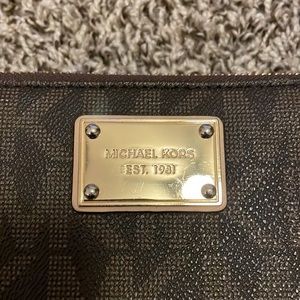 MICHAEL KORS
EST. 1981